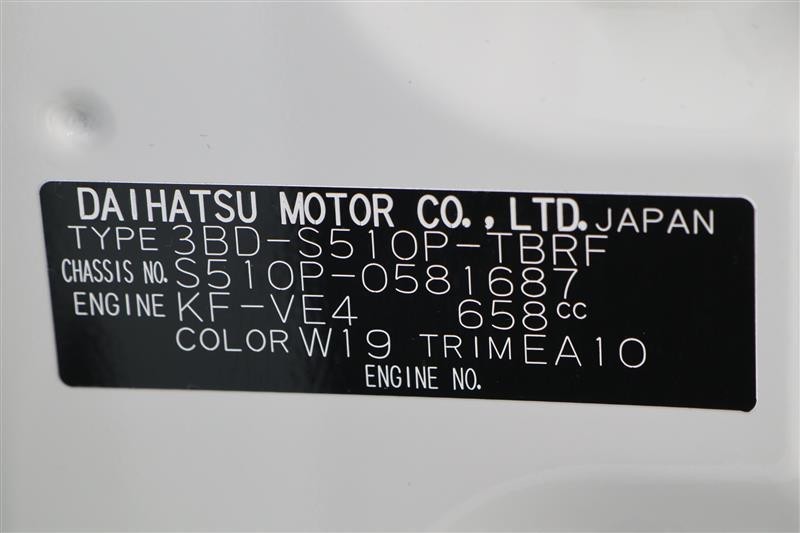 DAIHATSU MOTOR CO., LTD. JAPAN
TYPE 3BD-S510P-TBRF
CHASSIS NO. S510P-0581687
ENGINE KF-VE4 658cc
COLOR W19 TRIM EA10
ENGINE NO.